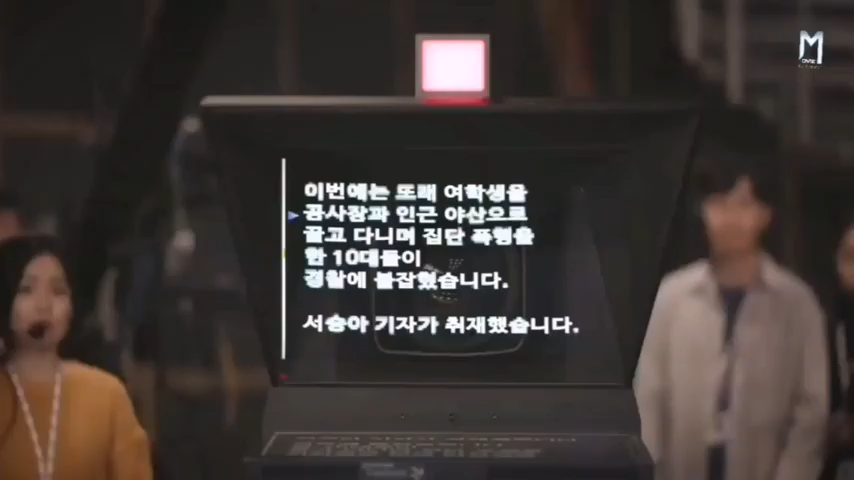 이번에는 또래 여학생을
공사장과 인근 야산으로
끌고 다니며 집단 폭행을
한 10대들이
경찰에 붙잡혔습니다.
서승아 기자가 취재했습니다.
M